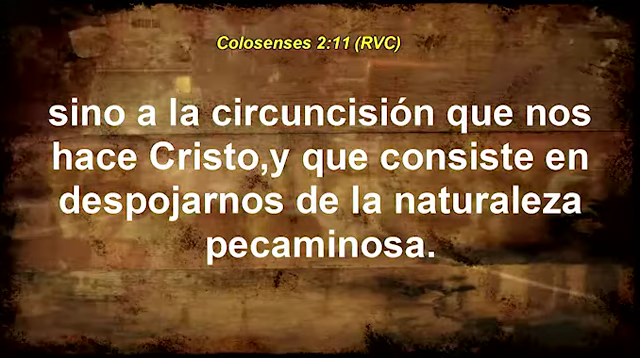 Colosenses 2:11 (RVC)
sino a la circuncisión que nos
hace Cristo,y que consiste en
despojarnos de la naturaleza
pecaminosa.